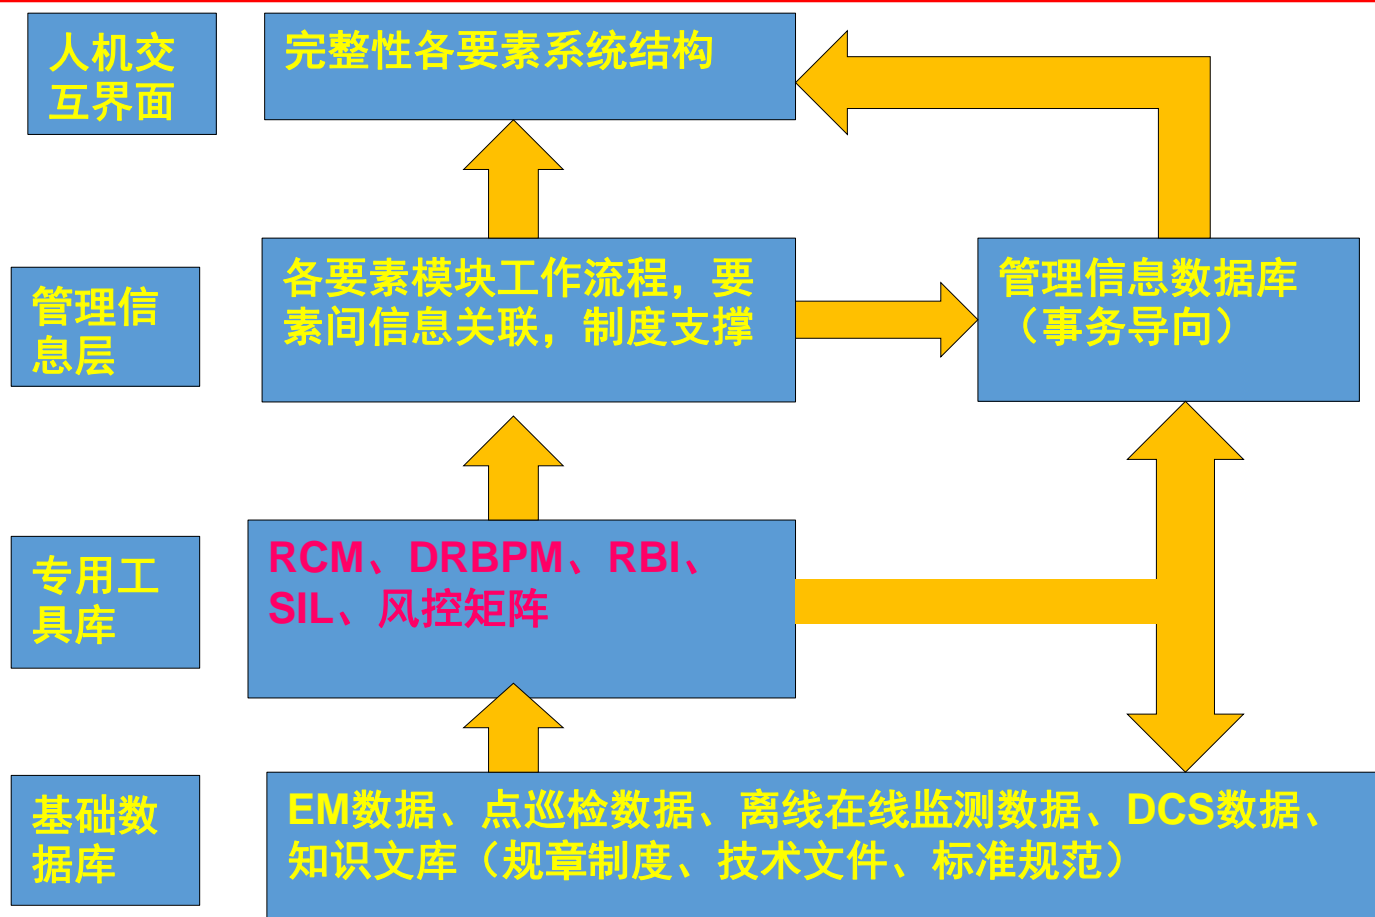 人机交
互界面
完整性各要素系统结构
管理信
息层
各要素模块工作流程，要
素间信息关联，制度支撑
管理信息数据库
（事务导向）
专用工
具库
RCM、DRBPM、RBI、
SIL、风控矩阵
基础数
据库
EM数据、点巡检数据、离线在线监测数据、DCS数据、
知识文库（规章制度、技术文件、标准规范）